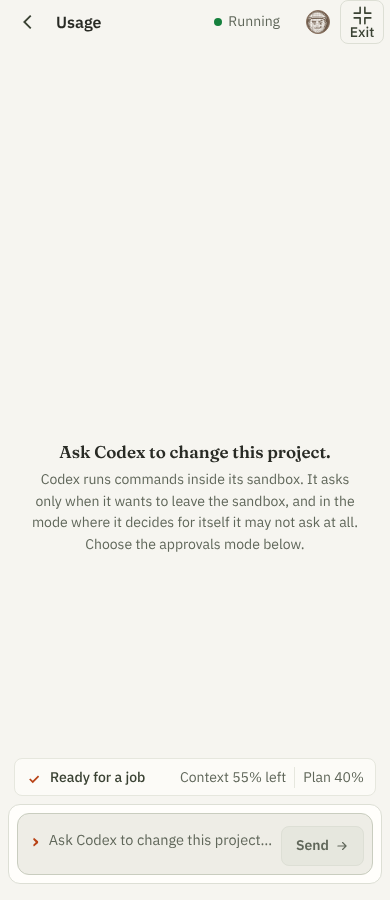 Usage
Running
Exit
Ask Codex to change this project.
Codex runs commands inside its sandbox. It asks
only when it wants to leave the sandbox, and in the
mode where it decides for itself it may not ask at all.
Choose the approvals mode below.
Ready for a job
Context 55% left
Plan 40%
Ask Codex to change this project...
Send →